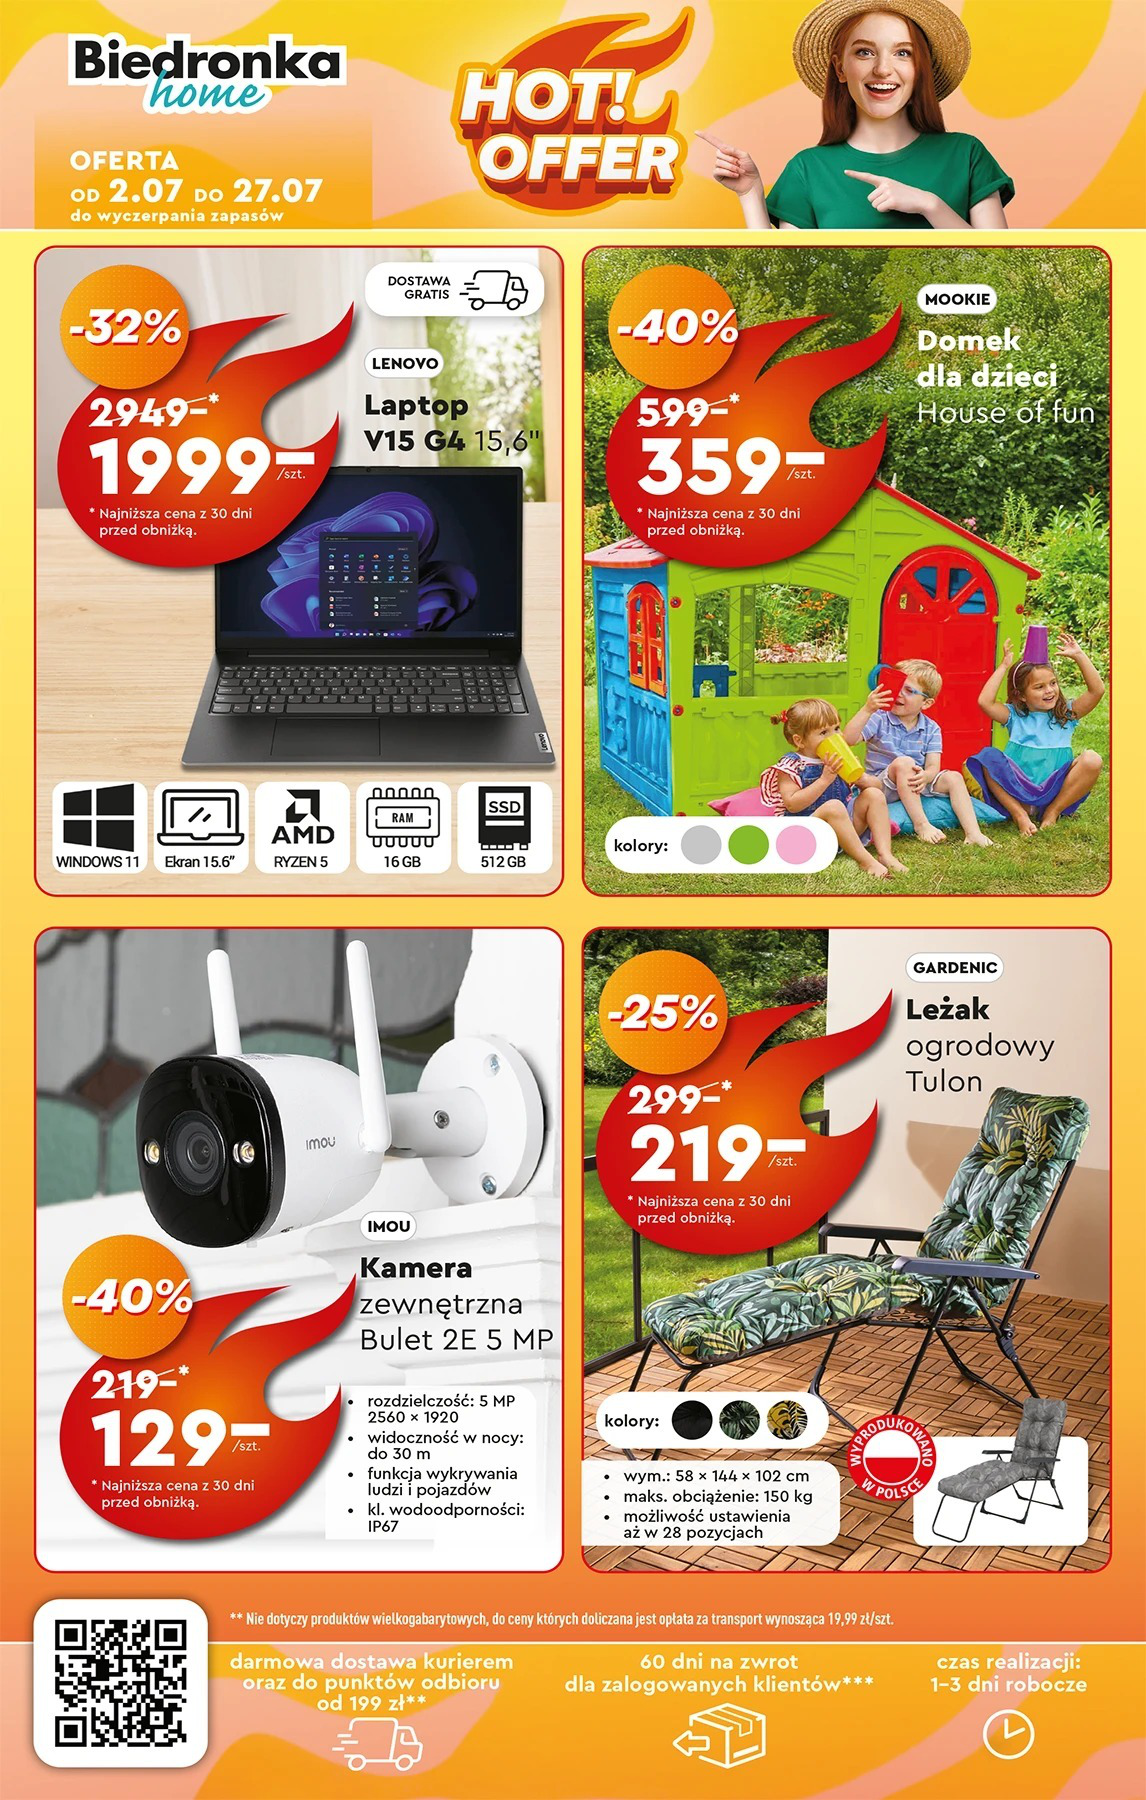 Biedronka
home
HOT!
OFFER
OFERTA
OD 2.07 DO 27.07
do wyczerpania zapasów
-32%
DOSTAWA
GRATIS
LENOVO
Laptop
V15 G4 15,6"
2949-*
1999-
/szt.
* Najniższa cena z 30 dni
przed obniżką.
Lenovo
WINDOWS 11
Ekran 15.6"
AMD
RYZEN 5
RAM
16 GB
SSD
512 GB
-40%
MOOKIE
Domek
dla dzieci
House of fun
599-*
359-
/szt.
* Najniższa cena z 30 dni
przed obniżką.
kolory:
imou
IMOU
Kamera
zewnętrzna
Bulet 2E 5 MP
-40%
219-*
129-
/szt.
* Najniższa cena z 30 dni
przed obniżką.
• rozdzielczość: 5 MP
2560 × 1920
• widoczność w nocy:
do 30 m
• funkcja wykrywania
ludzi i pojazdów
• kl. wodoodporności:
IP67
-25%
GARDENIC
Leżak
ogrodowy
Tulon
299-*
219-
/szt.
* Najniższa cena z 30 dni
przed obniżką.
kolory:
WYPRODUKOWANO
W POLSCE
• wym.: 58 × 144 × 102 cm
• maks. obciążenie: 150 kg
• możliwość ustawienia
aż w 28 pozycjach
** Nie dotyczy produktów wielkogabarytowych, do ceny których doliczana jest opłata za transport wynosząca 19,99 zł/szt.
darmowa dostawa kurierem
oraz do punktów odbioru
od 199 zł**
60 dni na zwrot
dla zalogowanych klientów***
czas realizacji:
1-3 dni robocze